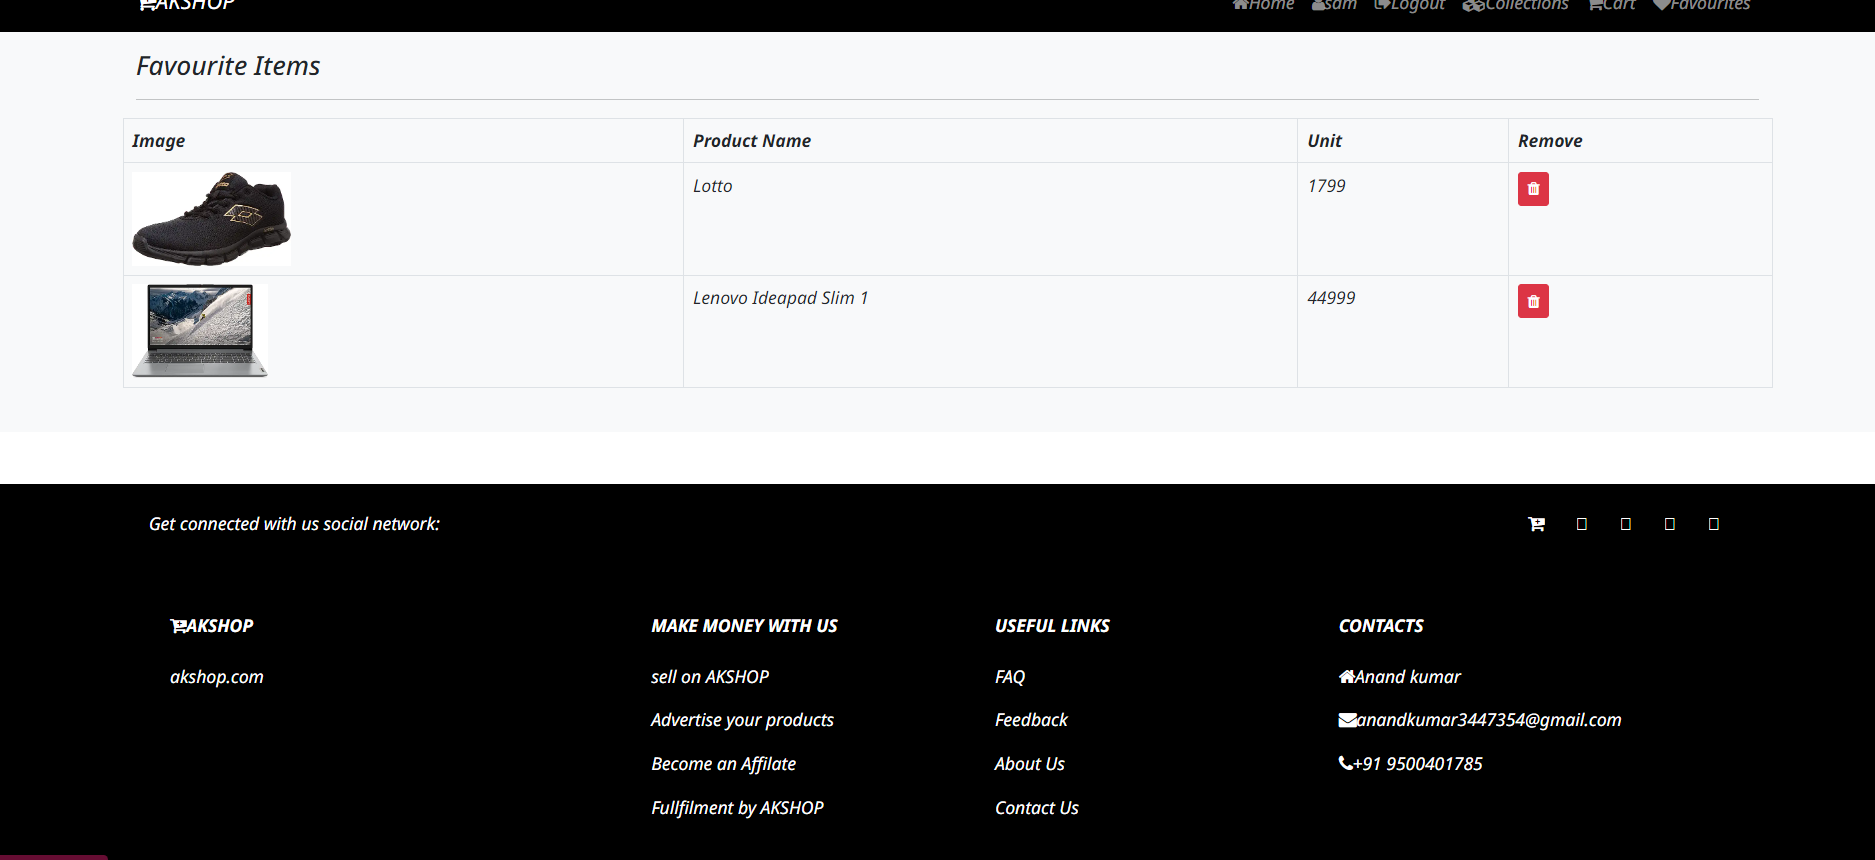 AKSHOP Home sam Logout Collections Cart Favourites
Favourite Items
Image Product Name Unit Remove
Lotto 1799
Lenovo Ideapad Slim 1 44999
Get connected with us social network:
AKSHOP MAKE MONEY WITH US USEFUL LINKS CONTACTS
akshop.com sell on AKSHOP FAQ Anand kumar
Advertise your products Feedback anandkumar3447354@gmail.com
Become an Affilate About Us +91 9500401785
Fullfilment by AKSHOP Contact Us